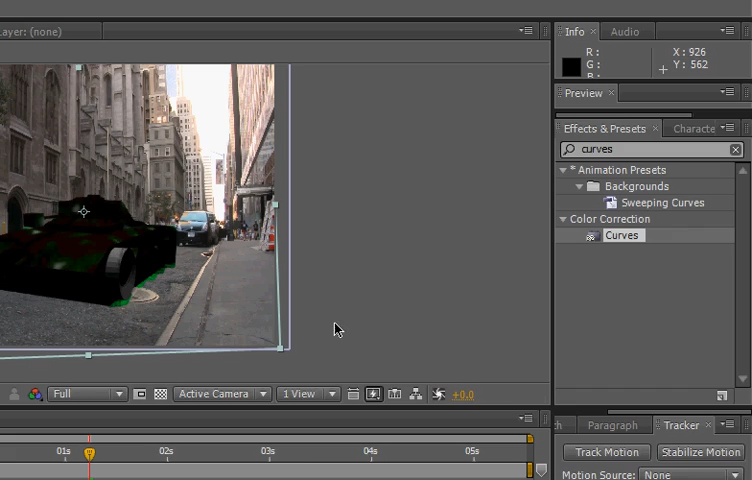 Layer: (none)
Info
Audio
R :
G :
B :
X : 926
Y : 562
Preview
Effects & Presets
Characte
curves
* Animation Presets
Backgrounds
Sweeping Curves
Color Correction
Curves
Full
Active Camera
1 View
+0.0
Paragraph
Tracker
01s
02s
03s
04s
05s
Track Motion
Stabilize Motion
Motion Source:
None